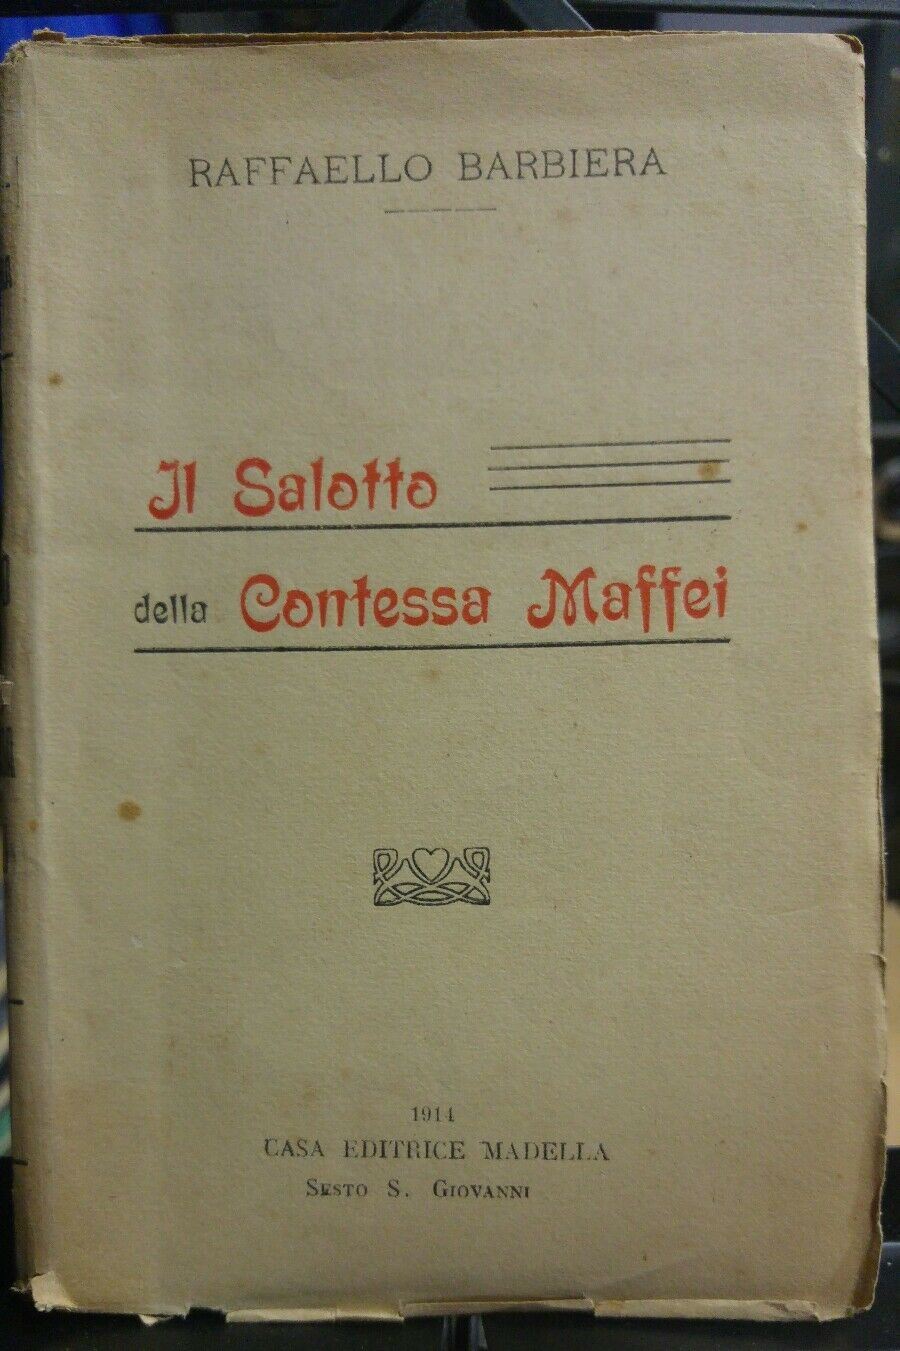 RAFFAELLO BARBIERA
Il Salotto
della Contessa Maffei
1914
CASA EDITRICE MADELLA
SESTO S. GIOVANNI